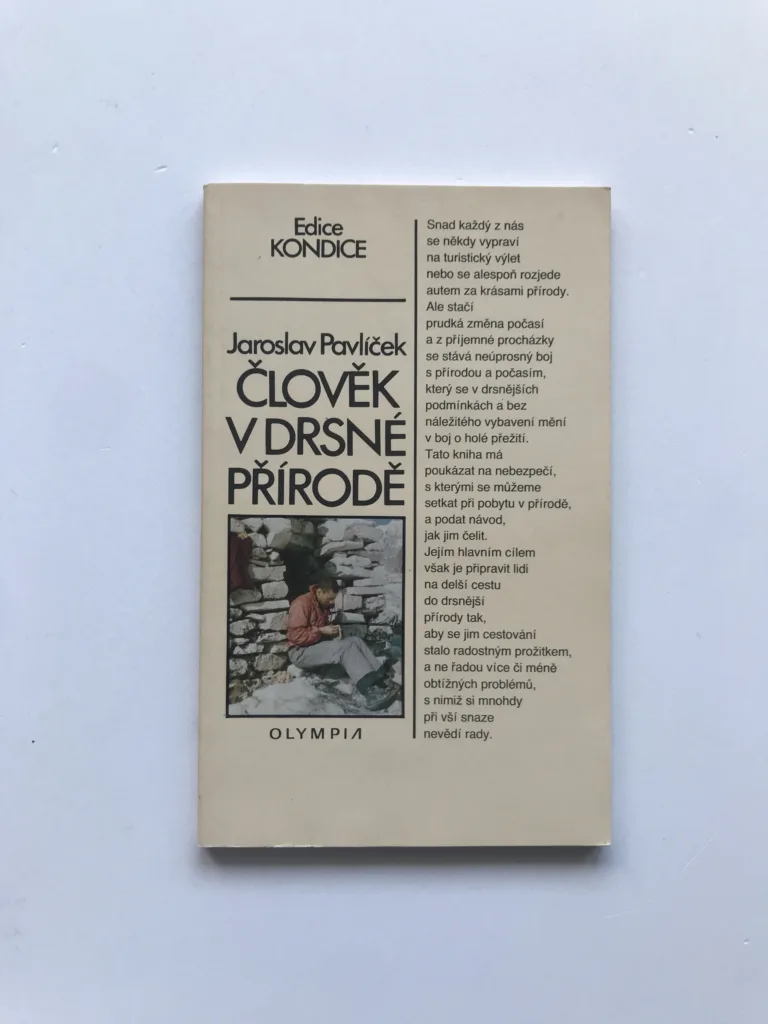 Edice
KONDICE
Jaroslav Pavlíček
ČLOVĚK
V DRSNÉ
PŘÍRODĚ
OLYMPIA
Snad každý z nás
se někdy vypraví
na turistický výlet
nebo se alespoň rozjede
autem za krásami přírody.
Ale stačí
prudká změna počasí
a z příjemné procházky
se stává neúprosný boj
s přírodou a počasím,
který se v drsnějších
podmínkách a bez
náležitého vybavení mění
v boj o holé přežití.
Tato kniha má
poukázat na nebezpečí,
s kterými se můžeme
setkat při pobytu v přírodě,
a podat návod,
jak jim čelit.
Jejím hlavním cílem
však je připravit lidi
na delší cestu
do drsnější
přírody tak,
aby se jim cestování
stalo radostným prožitkem,
a ne řadou více či méně
obtížných problémů,
s nimiž si mnohdy
při vší snaze
nevědí rady.